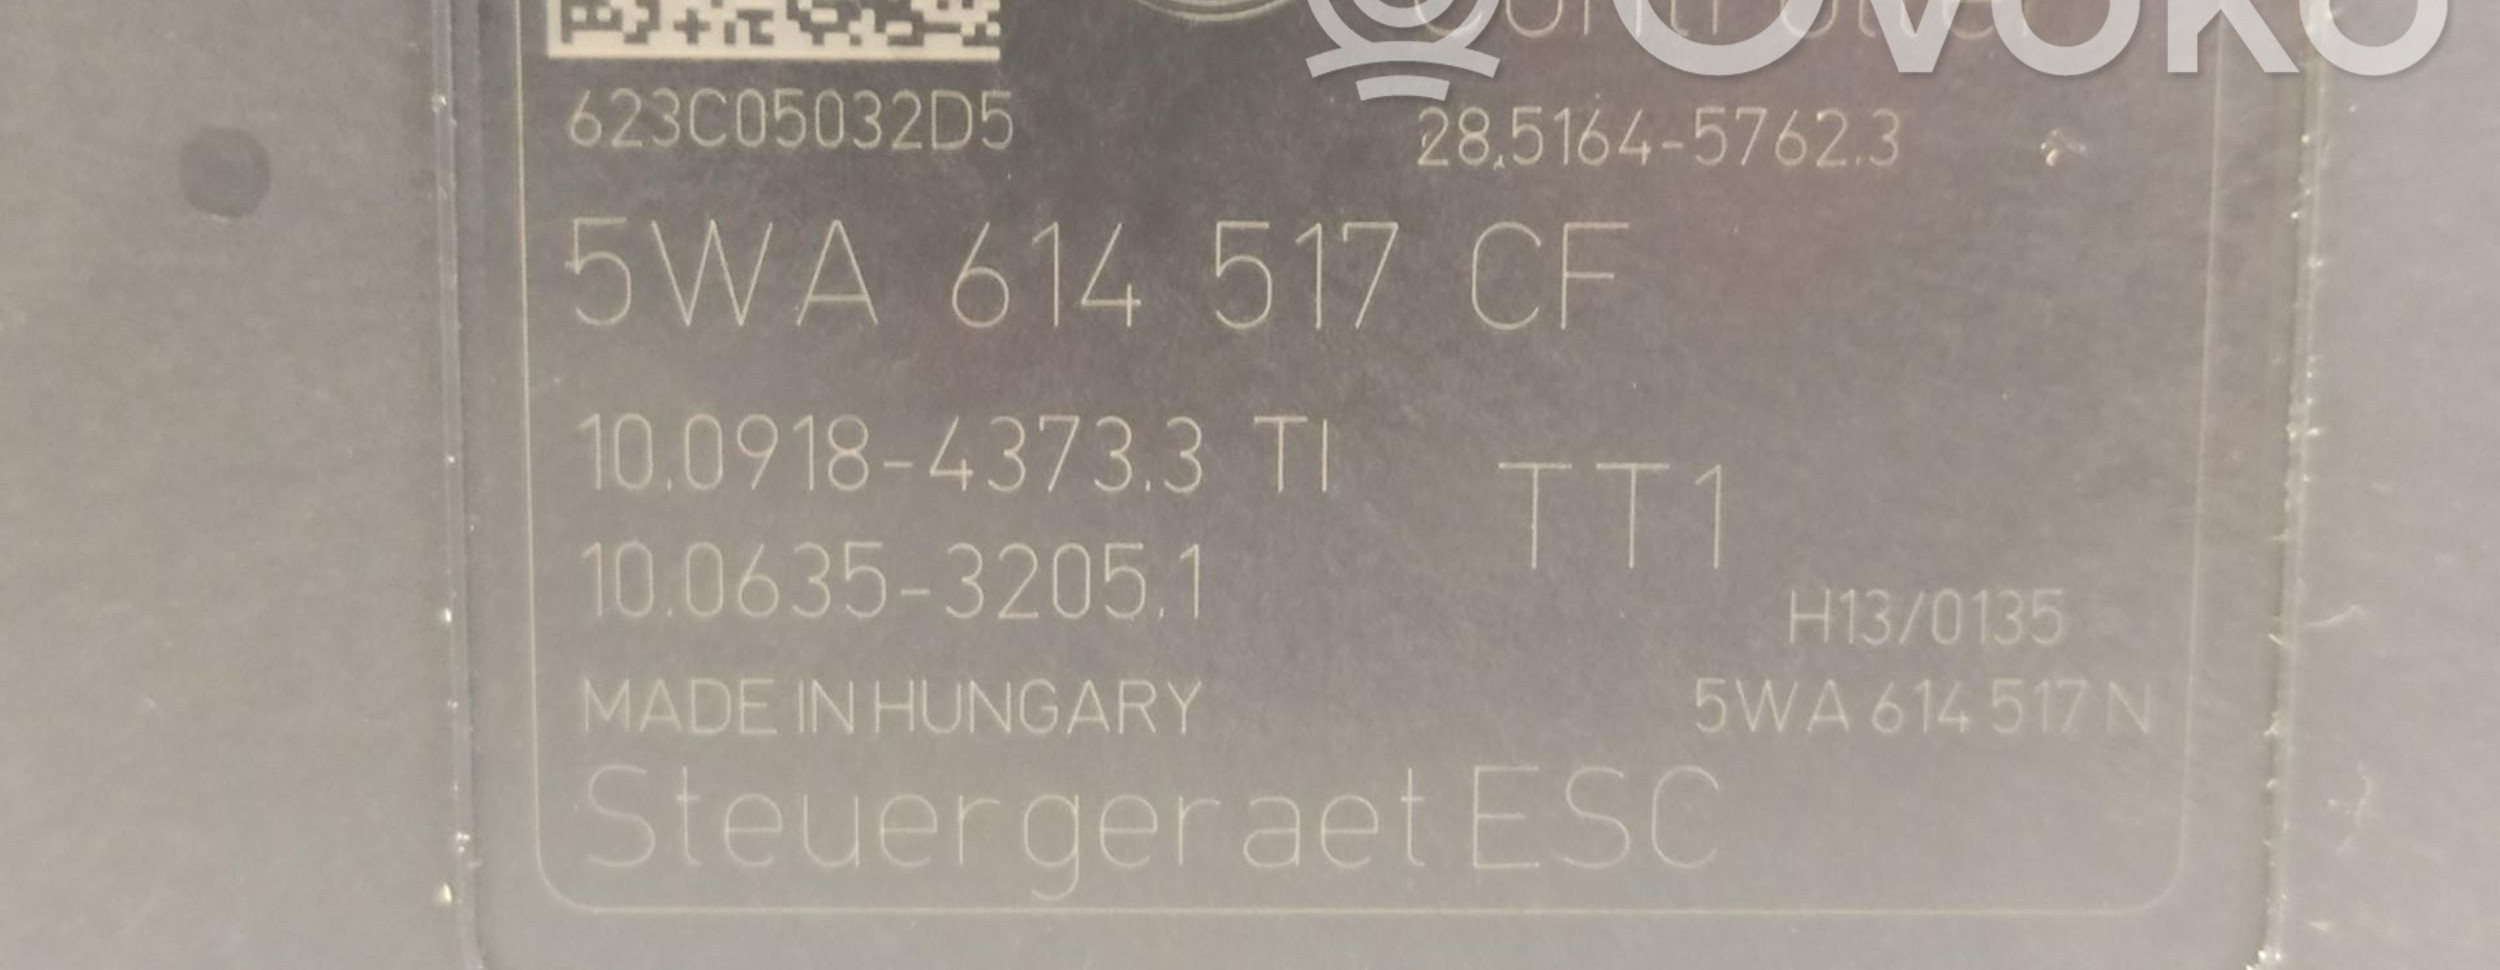 OVOKO
623C05032D5
28.5164-5762.3
5WA 614 517 CF
10.0918-4373.3 TI
TT1
10.0635-3205.1
H13/0135
MADE IN HUNGARY
5WA 614 517 N
Steuergeraet ESC